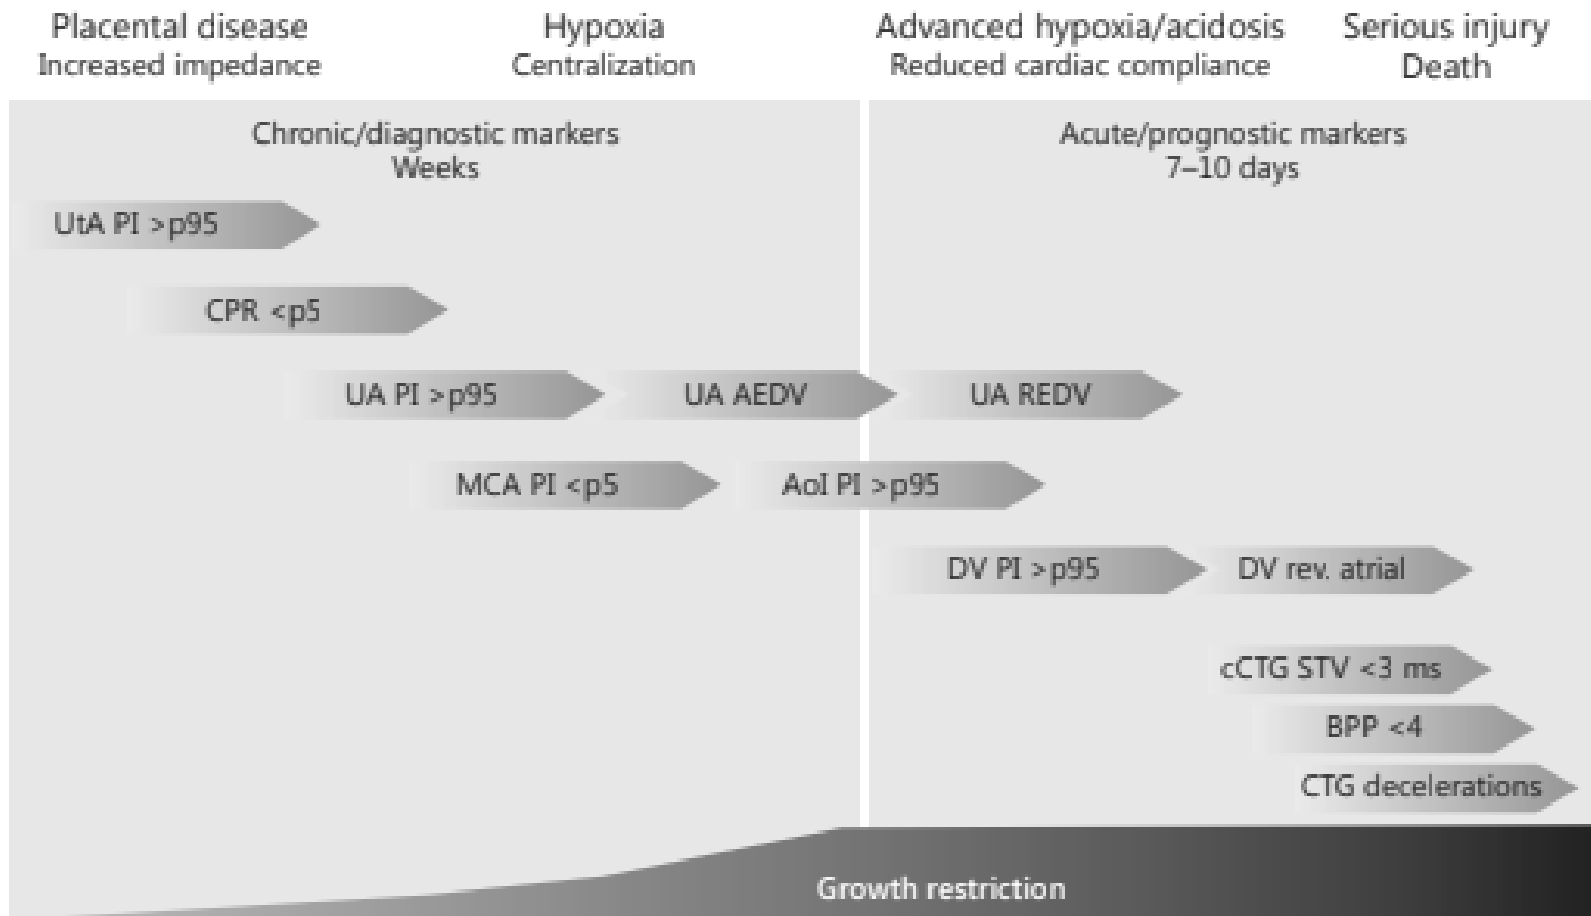 Placental disease
Increased impedance
Hypoxia
Centralization
Advanced hypoxia/acidosis
Reduced cardiac compliance
Serious injury
Death
Chronic/diagnostic markers
Weeks
Acute/prognostic markers
7–10 days
UtA PI >p95
CPR <p5
UA PI >p95
UA AEDV
UA REDV
MCA PI <p5
AoI PI >p95
DV PI >p95
DV rev. atrial
cCTG STV <3 ms
BPP <4
CTG decelerations
Growth restriction